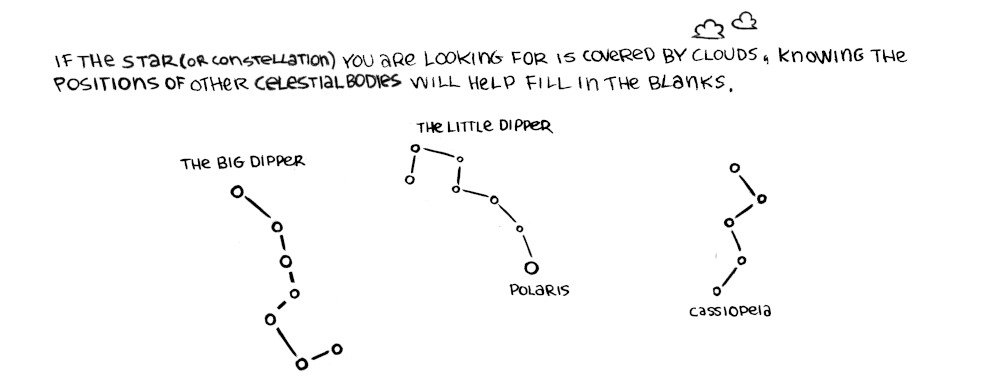 IF THE STAR (OR CONSTELLATION) YOU ARE LOOKING FOR IS COVERED BY CLOUDS, KNOWING THE
POSITIONS OF OTHER CELESTIAL BODIES WILL HELP FILL IN THE BLANKS.
THE LITTLE DIPPER
THE BIG DIPPER
POLARIS
CASSIOPEIA